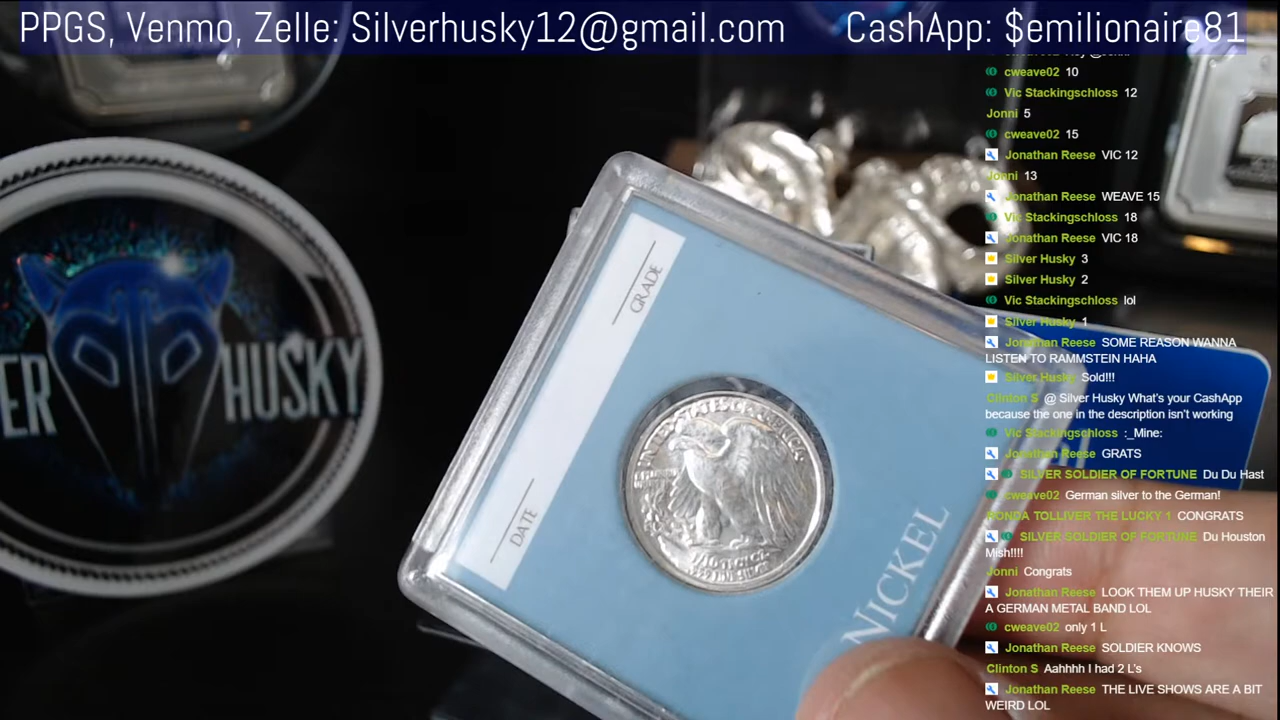 PPGS, Venmo, Zelle: Silverhusky12@gmail.com
CashApp: $emilionaire81
cweave02 10
Vic Stackingschloss 12
Jonni 5
cweave02 15
Jonathan Reese VIC 12
Jonni 13
Jonathan Reese WEAVE 15
Vic Stackingschloss 18
Jonathan Reese VIC 18
Silver Husky 3
Silver Husky 2
Vic Stackingschloss lol
Silver Husky 1
Jonathan Reese SOME REASON WANNA
LISTEN TO RAMMSTEIN HAHA
Silver Husky Sold!!!
Clinton S @ Silver Husky What's your CashApp
because the one in the description isn't working
Vic Stackingschloss :_Mine:
Jonathan Reese GRATS
SILVER SOLDIER OF FORTUNE Du Du Hast
cweave02 German silver to the German!
RONDA TOLLIVER THE LUCKY 1 CONGRATS
SILVER SOLDIER OF FORTUNE Du Houston
Mish!!!!
Jonni Congrats
Jonathan Reese LOOK THEM UP HUSKY THEIR
A GERMAN METAL BAND LOL
cweave02 only 1 L
Jonathan Reese SOLDIER KNOWS
Clinton S Aahhhh I had 2 L's
Jonathan Reese THE LIVE SHOWS ARE A BIT
WEIRD LOL
ER HUSKY
GRADE
DATE
NICKEL